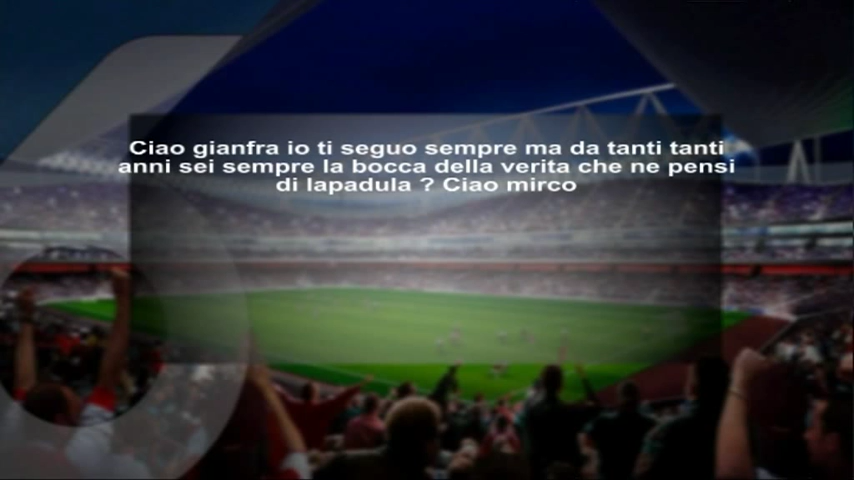 Ciao gianfra io ti seguo sempre ma da tanti tanti
anni sei sempre la bocca della verita che ne pensi
di lapadula ? Ciao mirco